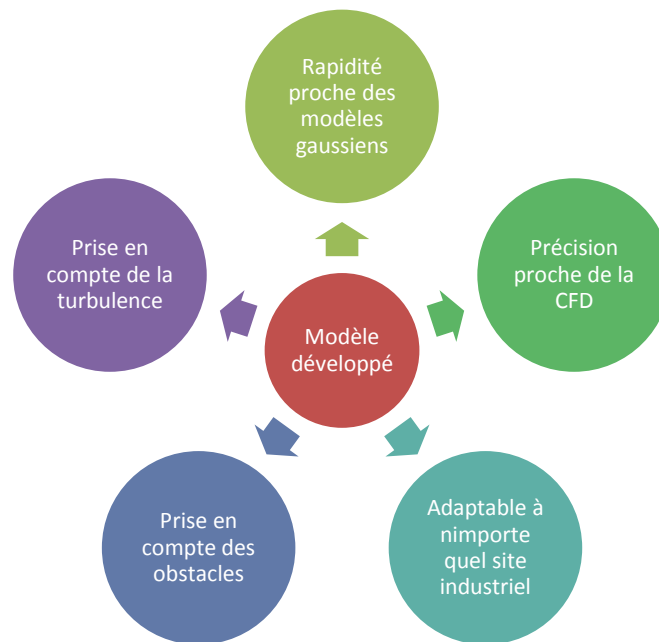 Rapidité
proche des
modèles
gaussiens
Prise en
compte de la
turbulence
Précision
proche de la
CFD
Modèle
développé
Prise en
compte des
obstacles
Adaptable à
nimporte
quel site
industriel